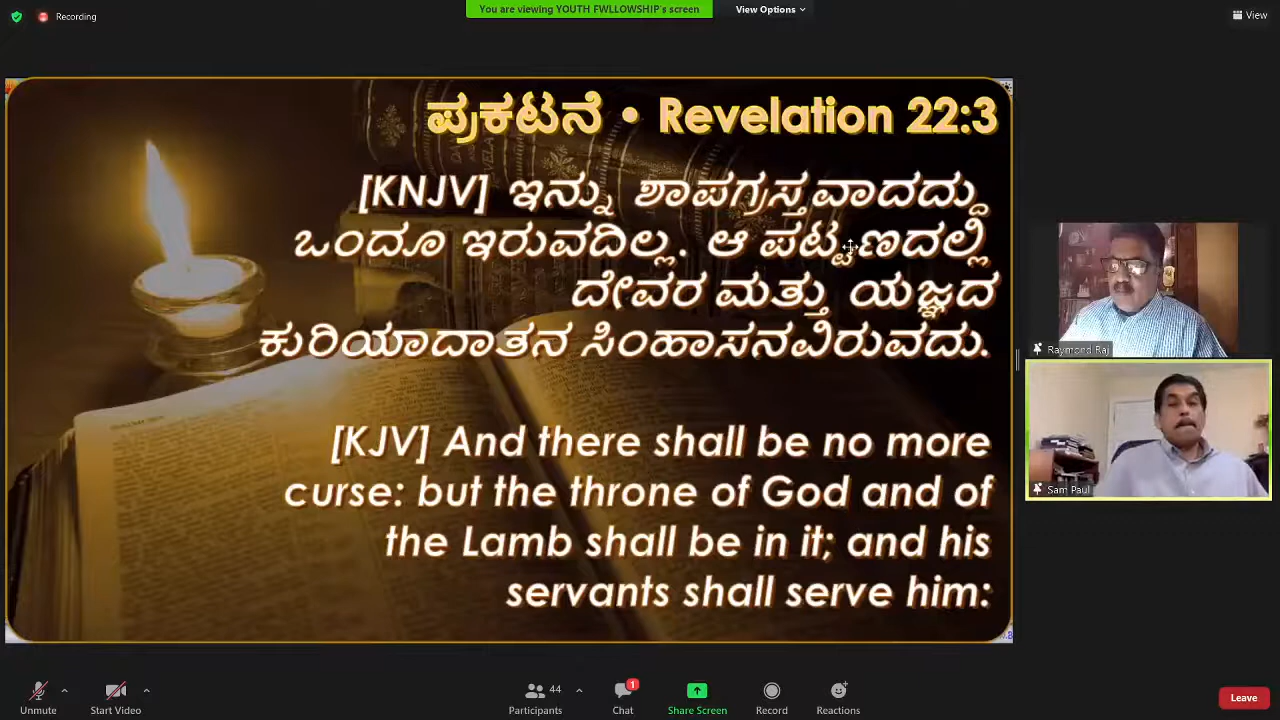 Recording
You are viewing YOUTH FWLLOWSHIP's screen
View Options
View
ಪ್ರಕಟನೆ • Revelation 22:3
[KNJV] ಇನ್ನು ಶಾಪಗ್ರಸ್ತವಾದದ್ದು
ಒಂದೂ ಇರುವದಿಲ್ಲ. ಆ ಪಟ್ಟಣದಲ್ಲಿ
ದೇವರ ಮತ್ತು ಯಜ್ಞದ
ಕುರಿಯಾದಾತನ ಸಿಂಹಾಸನವಿರುವದು.
[KJV] And there shall be no more
curse: but the throne of God and of
the Lamb shall be in it; and his
servants shall serve him:
Raymond Raj
Sam Paul
Unmute
Start Video
44
Participants
1
Chat
Share Screen
Record
Reactions
Leave